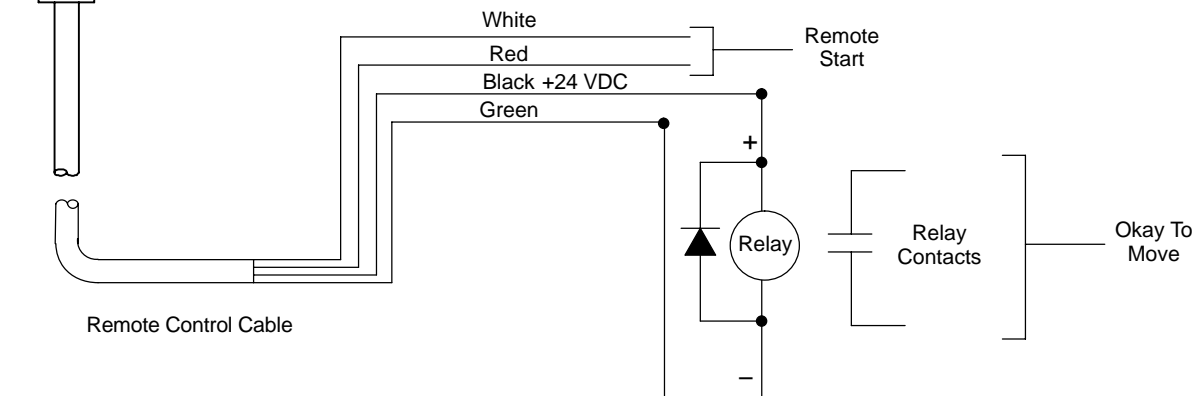 White
Red
Black +24 VDC
Green
Remote
Start
+
Relay
Relay
Contacts
Okay To
Move
Remote Control Cable
–